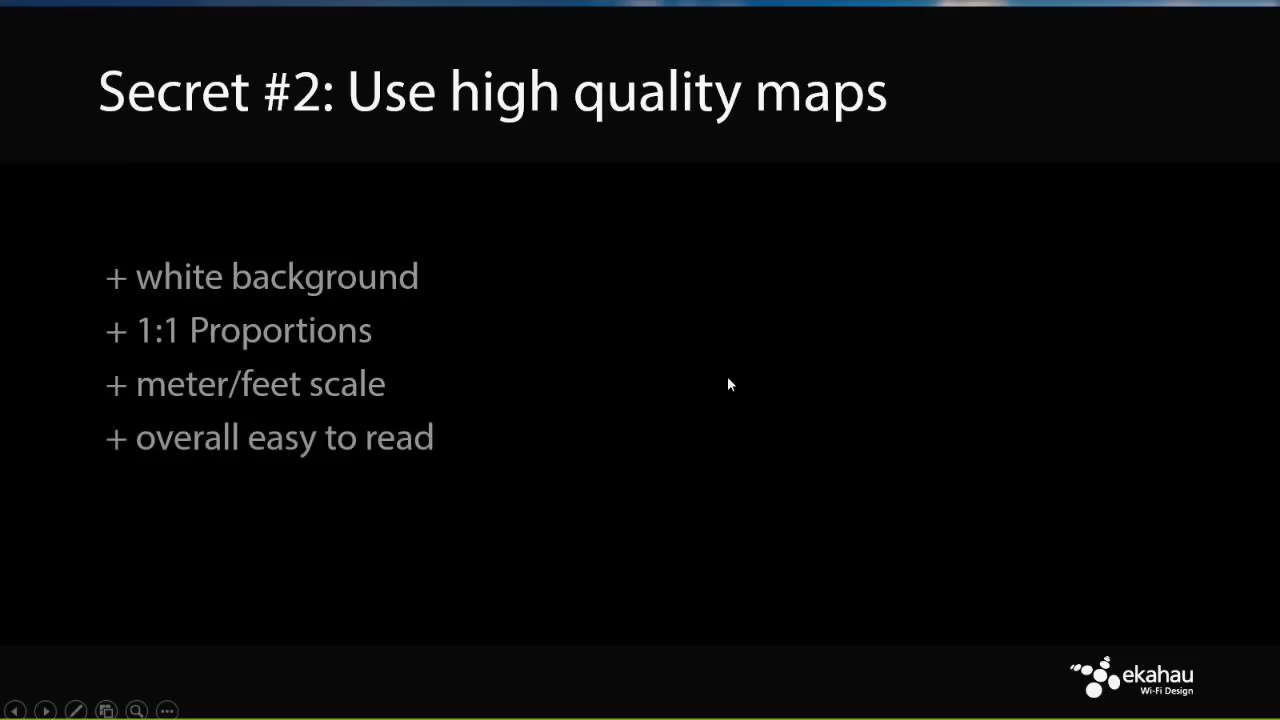 Secret #2: Use high quality maps
+ white background
+ 1:1 Proportions
+ meter/feet scale
+ overall easy to read
ekahau
Wi-Fi Design